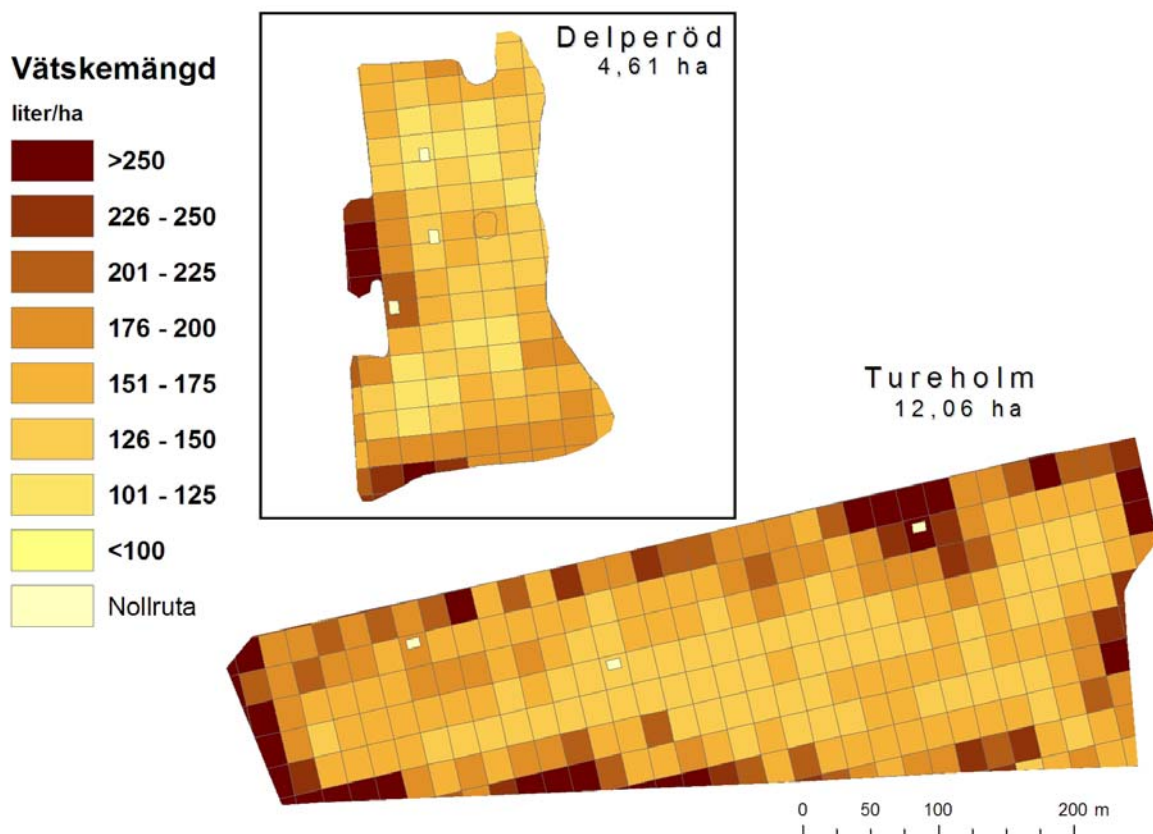 Vätskemängd
liter/ha
>250
226 - 250
201 - 225
176 - 200
151 - 175
126 - 150
101 - 125
<100
Nollruta
Delperöd
4,61 ha
Tureholm
12,06 ha
0 50 100 200 m